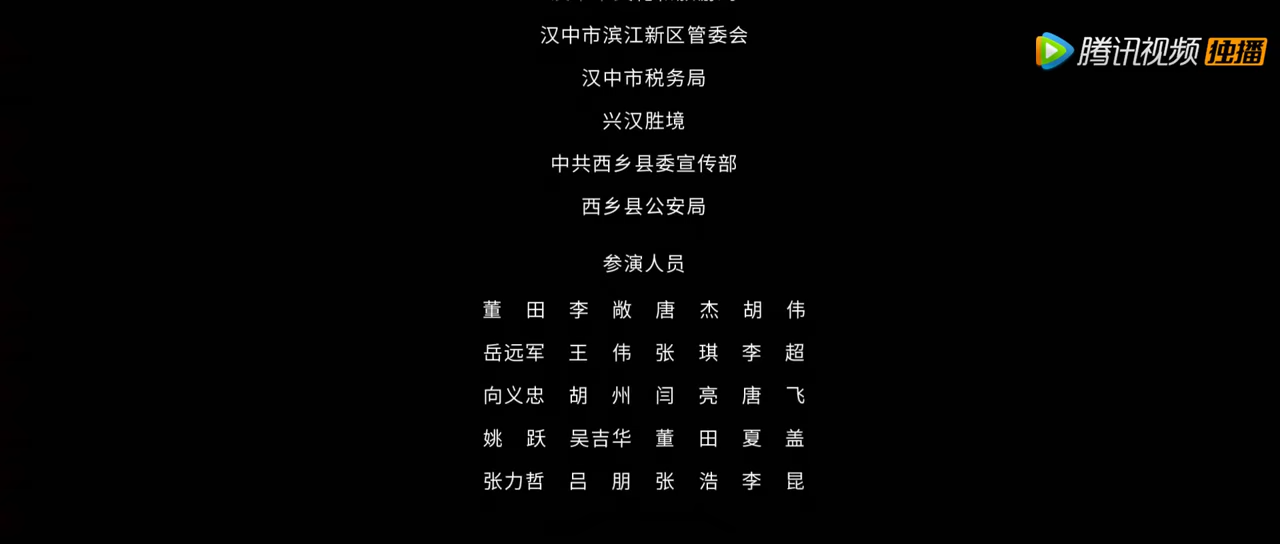 汉中市滨江新区管委会
腾讯视频 独播
汉中市税务局
兴汉胜境
中共西乡县委宣传部
西乡县公安局
参演人员
董 田 李 敞 唐 杰 胡 伟
岳远军 王 伟 张 琪 李 超
向义忠 胡 州 闫 亮 唐 飞
姚 跃 吴吉华 董 田 夏 盖
张力哲 吕 朋 张 浩 李 昆